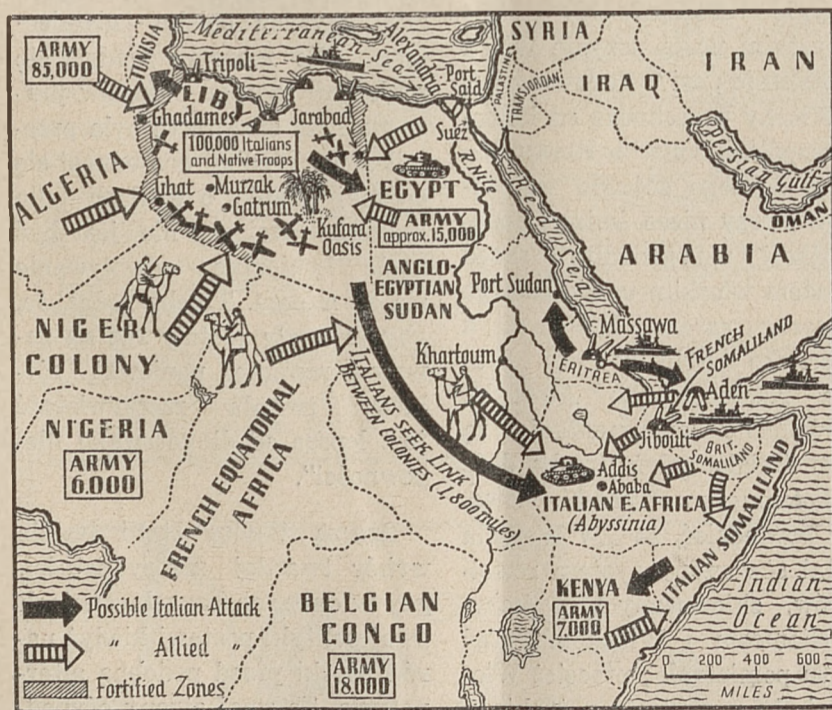 ARMY
85,000
TUNISIA
Mediterranean Sea
Alexandria
SYRIA
Tripoli
Port
Said
PALESTINE
TRANSJORDAN
IRAQ
IRAN
LIBYA
Ghadames
Jarabad
Suez
100,000 Italians
and Native Troops
R. Nile
Persian Gulf
ALGERIA
Ghat
Murzak
Gatrum
EGYPT
Red Sea
OMAN
Kufara
Oasis
ARMY
approx. 15,000
ARABIA
ANGLO-
EGYPTIAN
SUDAN
Port Sudan
NIGER
COLONY
Massawa
FRENCH
SOMALILAND
Khartoum
ERITREA
Aden
ITALIANS SEEK LINK
BETWEEN COLONIES (1,800 miles)
NIGERIA
ARMY
6.000
FRENCH EQUATORIAL
AFRICA
Jibouti
BRIT.
SOMALILAND
Addis
Ababa
ITALIAN E. AFRICA
(Abyssinia)
ITALIAN SOMALILAND
KENYA
ARMY
7.000
Indian
Ocean
BELGIAN
CONGO
ARMY
18.000
Possible Italian Attack
" Allied "
Fortified Zones
0 200 400 600
MILES